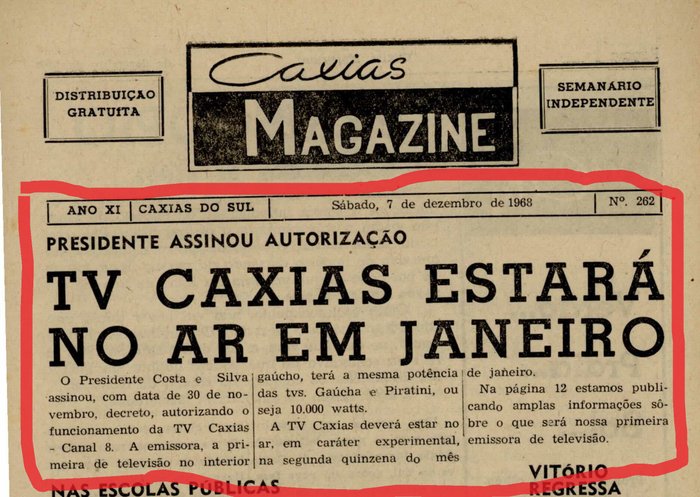 DISTRIBUIÇÃO
GRATUÍTA
Caxias
MAGAZINE
SEMANÁRIO
INDEPENDENTE
ANO XI | CAXIAS DO SUL | Sábado, 7 de dezembro de 1968 | Nº. 262
PRESIDENTE ASSINOU AUTORIZAÇÃO
TV CAXIAS ESTARÁ
NO AR EM JANEIRO
O Presidente Costa e Silva
assinou, com data de 30 de no-
vembro, decreto, autorizando o
funcionamento da TV Caxias
- Canal 8. A emissora, a pri-
meira de televisão no interior
gaúcho, terá a mesma potência
das tvs. Gaúcha e Piratini, ou
seja 10.000 watts.
A TV Caxias deverá estar no
ar, em caráter experimental,
na segunda quinzena do mês
de janeiro.
Na página 12 estamos publi-
cando amplas informações sô-
bre o que será nossa primeira
emissora de televisão.
NAS ESCOLAS PÚBLICAS
VITÓRIO
REGRESSA